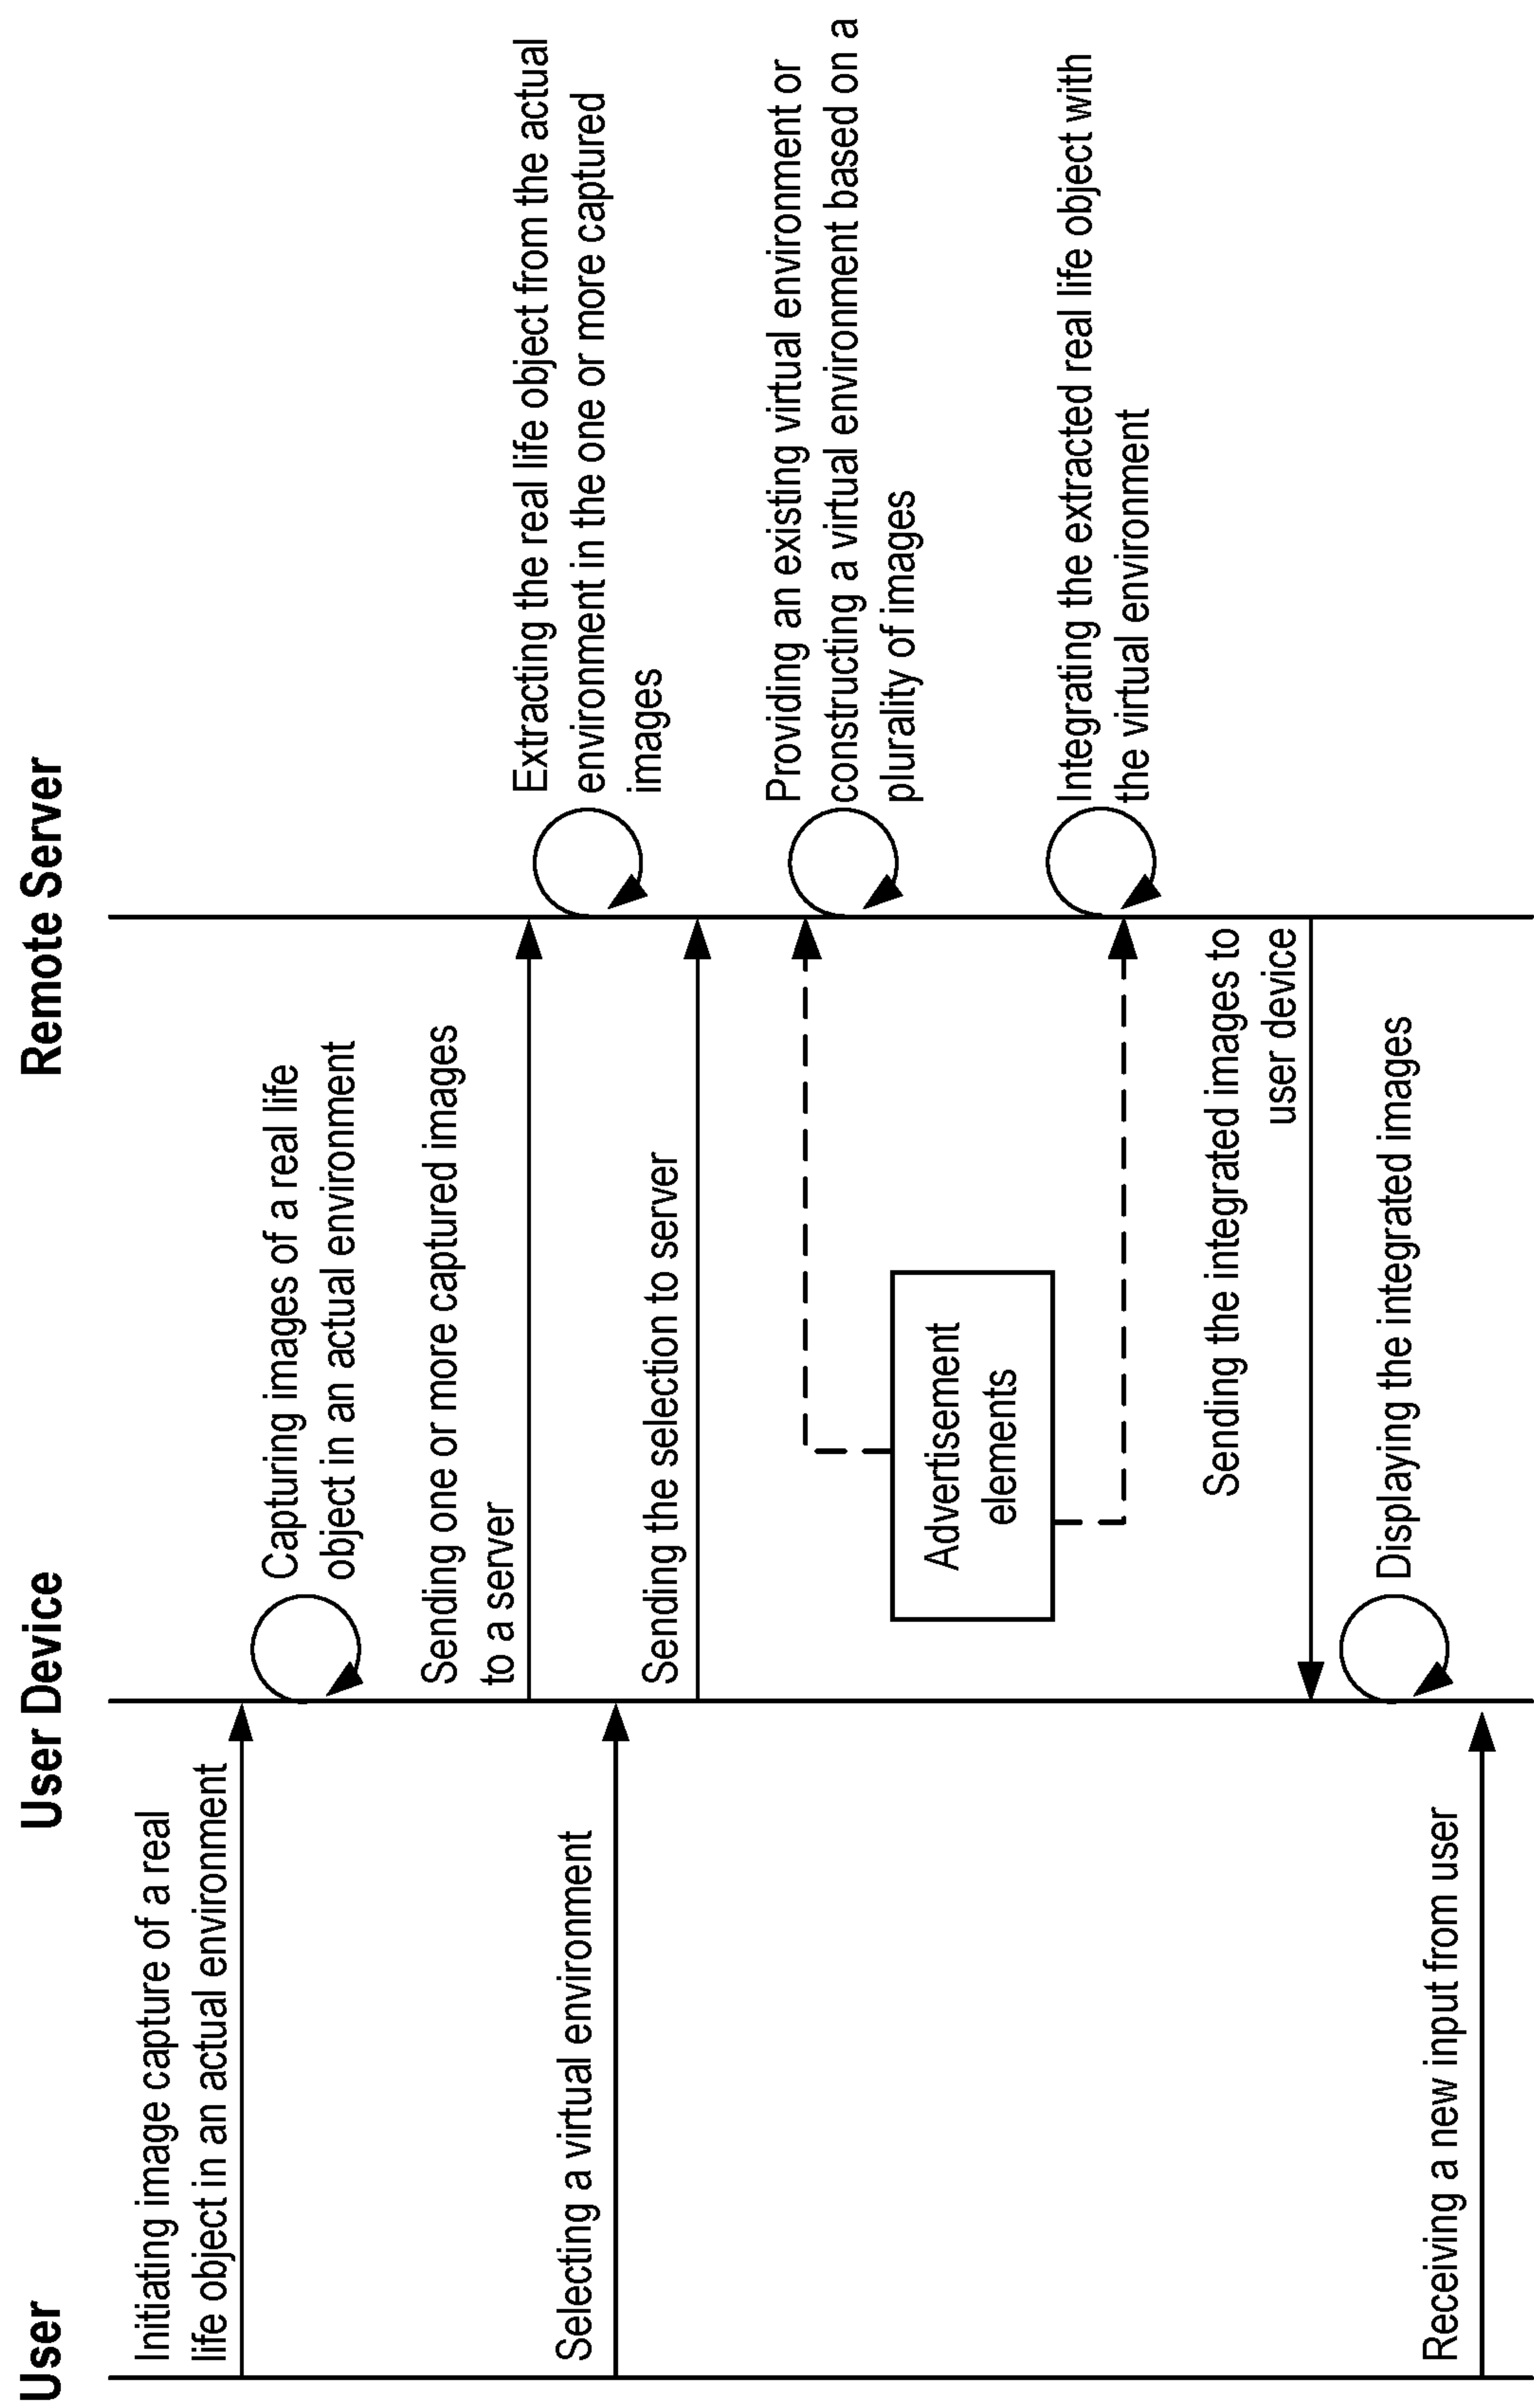 User
User Device
Remote Server
Initiating image capture of a real
life object in an actual environment
Capturing images of a real life
object in an actual environment
Sending one or more captured images
to a server
Extracting the real life object from the actual
environment in the one or more captured
images
Selecting a virtual environment
Sending the selection to server
Providing an existing virtual environment or
constructing a virtual environment based on a
plurality of images
Advertisement
elements
Integrating the extracted real life object with
the virtual environment
Sending the integrated images to
user device
Displaying the integrated images
Receiving a new input from user